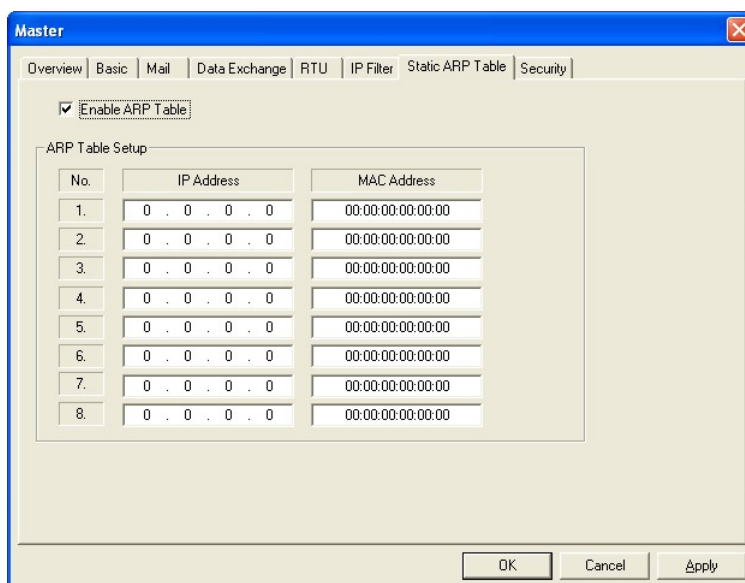 Master
Overview Basic Mail Data Exchange RTU IP Filter Static ARP Table Security
Enable ARP Table
ARP Table Setup
No. IP Address MAC Address
1. 0 . 0 . 0 . 0 00:00:00:00:00:00
2. 0 . 0 . 0 . 0 00:00:00:00:00:00
3. 0 . 0 . 0 . 0 00:00:00:00:00:00
4. 0 . 0 . 0 . 0 00:00:00:00:00:00
5. 0 . 0 . 0 . 0 00:00:00:00:00:00
6. 0 . 0 . 0 . 0 00:00:00:00:00:00
7. 0 . 0 . 0 . 0 00:00:00:00:00:00
8. 0 . 0 . 0 . 0 00:00:00:00:00:00
OK Cancel Apply